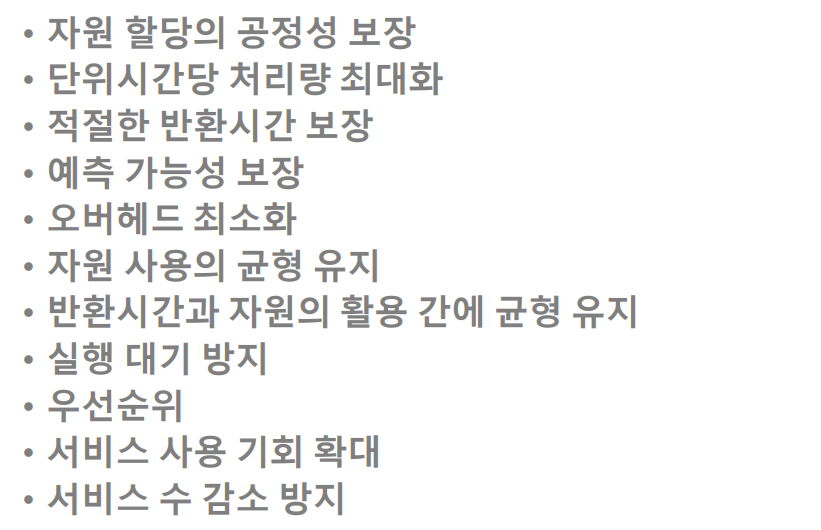 • 자원 할당의 공정성 보장
• 단위시간당 처리량 최대화
• 적절한 반환시간 보장
• 예측 가능성 보장
• 오버헤드 최소화
• 자원 사용의 균형 유지
• 반환시간과 자원의 활용 간에 균형 유지
• 실행 대기 방지
• 우선순위
• 서비스 사용 기회 확대
• 서비스 수 감소 방지